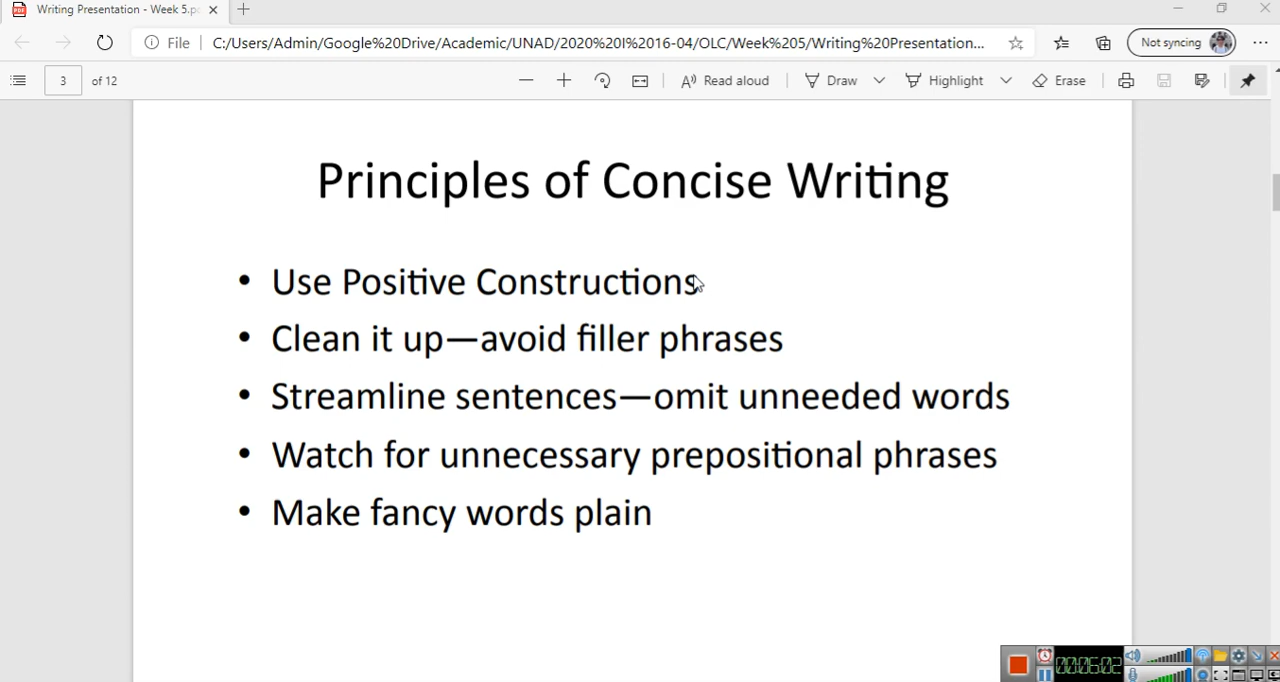 Writing Presentation - Week 5.p
File
C:/Users/Admin/Google%20Drive/Academic/UNAD/2020%20I%2016-04/OLC/Week%205/Writing%20Presentation...
Not syncing
3 of 12
Read aloud
Draw
Highlight
Erase
Principles of Concise Writing
• Use Positive Constructions
• Clean it up—avoid filler phrases
• Streamline sentences—omit unneeded words
• Watch for unnecessary prepositional phrases
• Make fancy words plain
000602